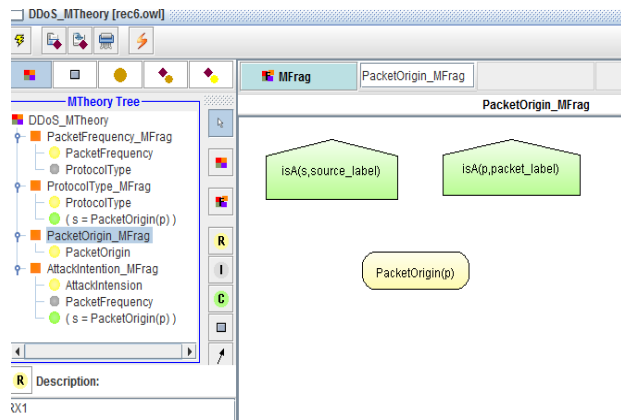 DDoS_MTheory [rec6.owl]
MFrag
PacketOrigin_MFrag
MTheory Tree
PacketOrigin_MFrag
DDoS_MTheory
PacketFrequency_MFrag
PacketFrequency
ProtocolType
ProtocolType_MFrag
ProtocolType
( s = PacketOrigin(p) )
PacketOrigin_MFrag
PacketOrigin
AttackIntention_MFrag
AttackIntension
PacketFrequency
( s = PacketOrigin(p) )
R
I
C
isA(s,source_label)
isA(p,packet_label)
PacketOrigin(p)
R Description:
RX1